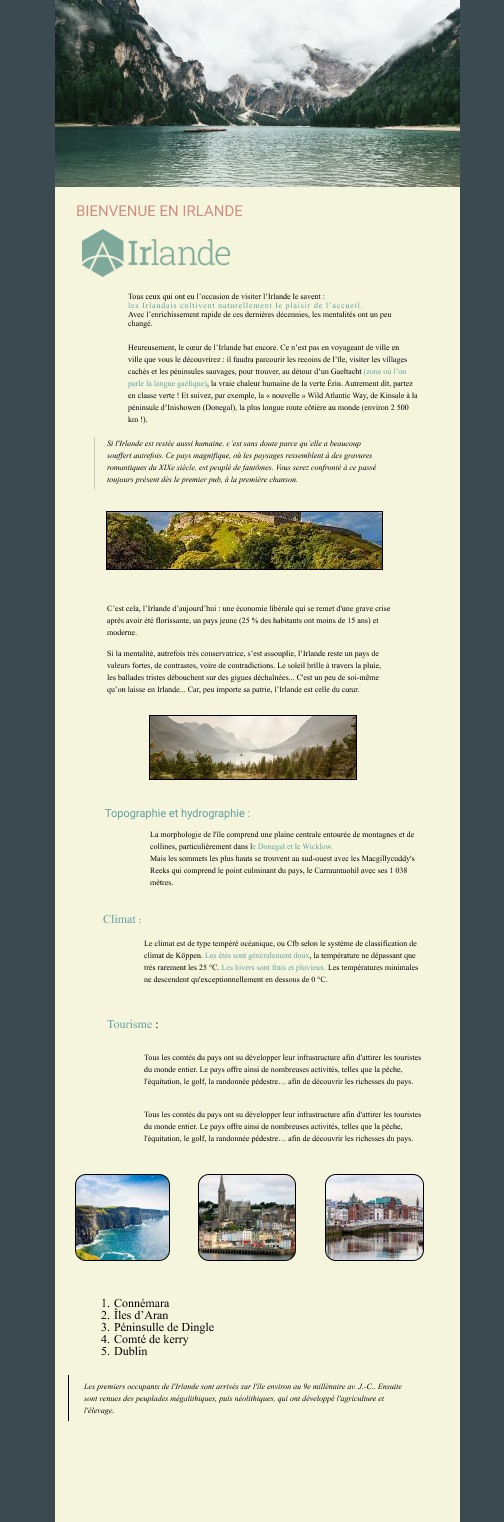 BIENVENUE EN IRLANDE
Irlande
Tous ceux qui ont eu l’occasion de visiter l’Irlande le savent :
les Irlandais cultivent naturellement le plaisir de l’accueil.
Avec l’enrichissement rapide de ces dernières décennies, les mentalités ont un peu
changé.
Heureusement, le cœur de l’Irlande bat encore. Ce n’est pas en voyageant de ville en
ville que vous le découvrirez : il faudra parcourir les recoins de l’île, visiter les villages
cachés et les péninsules sauvages, pour trouver, au détour d’un Gaeltacht (zone où l’on
parle la langue gaélique), la vraie chaleur humaine de la verte Érin. Autrement dit, partez
en classe verte ! Et suivez, par exemple, la « nouvelle » Wild Atlantic Way, de Kinsale à la
péninsule d’Inishowen (Donegal), la plus longue route côtière au monde (environ 2 500
km !).
Si l'Irlande est restée aussi humaine, c’est sans doute parce qu’elle a beaucoup
souffert autrefois. Ce pays magnifique, où les paysages ressemblent à des gravures
romantiques du XIXe siècle, est peuplé de fantômes. Vous serez confronté à ce passé
toujours présent dès le premier pub, à la première chanson.
C’est cela, l’Irlande d’aujourd’hui : une économie libérale qui se remet d'une grave crise
après avoir été florissante, un pays jeune (25 % des habitants ont moins de 15 ans) et
moderne.
Si la mentalité, autrefois très conservatrice, s’est assouplie, l’Irlande reste un pays de
valeurs fortes, de contrastes, voire de contradictions. Le soleil brille à travers la pluie,
les ballades tristes débouchent sur des gigues déchaînées... C'est un peu de soi-même
qu’on laisse en Irlande... Car, peu importe sa patrie, l’Irlande est celle du cœur.
Topographie et hydrographie :
La morphologie de l'île comprend une plaine centrale entourée de montagnes et de
collines, particulièrement dans le Donegal et le Wicklow.
Mais les sommets les plus hauts se trouvent au sud-ouest avec les Macgillycuddy's
Reeks qui comprend le point culminant du pays, le Carrauntuohil avec ses 1 038
mètres.
Climat :
Le climat est de type tempéré océanique, ou Cfb selon le système de classification de
climat de Köppen. Les étés sont généralement doux, la température ne dépassant que
très rarement les 25 °C. Les hivers sont frais et pluvieux. Les températures minimales
ne descendent qu'exceptionnellement en dessous de 0 °C.
Tourisme :
Tous les comtés du pays ont su développer leur infrastructure afin d'attirer les touristes
du monde entier. Le pays offre ainsi de nombreuses activités, telles que la pêche,
l'équitation, le golf, la randonnée pédestre… afin de découvrir les richesses du pays.
Tous les comtés du pays ont su développer leur infrastructure afin d'attirer les touristes
du monde entier. Le pays offre ainsi de nombreuses activités, telles que la pêche,
l'équitation, le golf, la randonnée pédestre… afin de découvrir les richesses du pays.
1. Connémara
2. Îles d’Aran
3. Péninsulle de Dingle
4. Comté de kerry
5. Dublin
Les premiers occupants de l'Irlande sont arrivés sur l'île environ au 9e millénaire av. J.-C.. Ensuite
sont venues des peuplades mégalithiques, puis néolithiques, qui ont développé l'agriculture et
l'élevage.